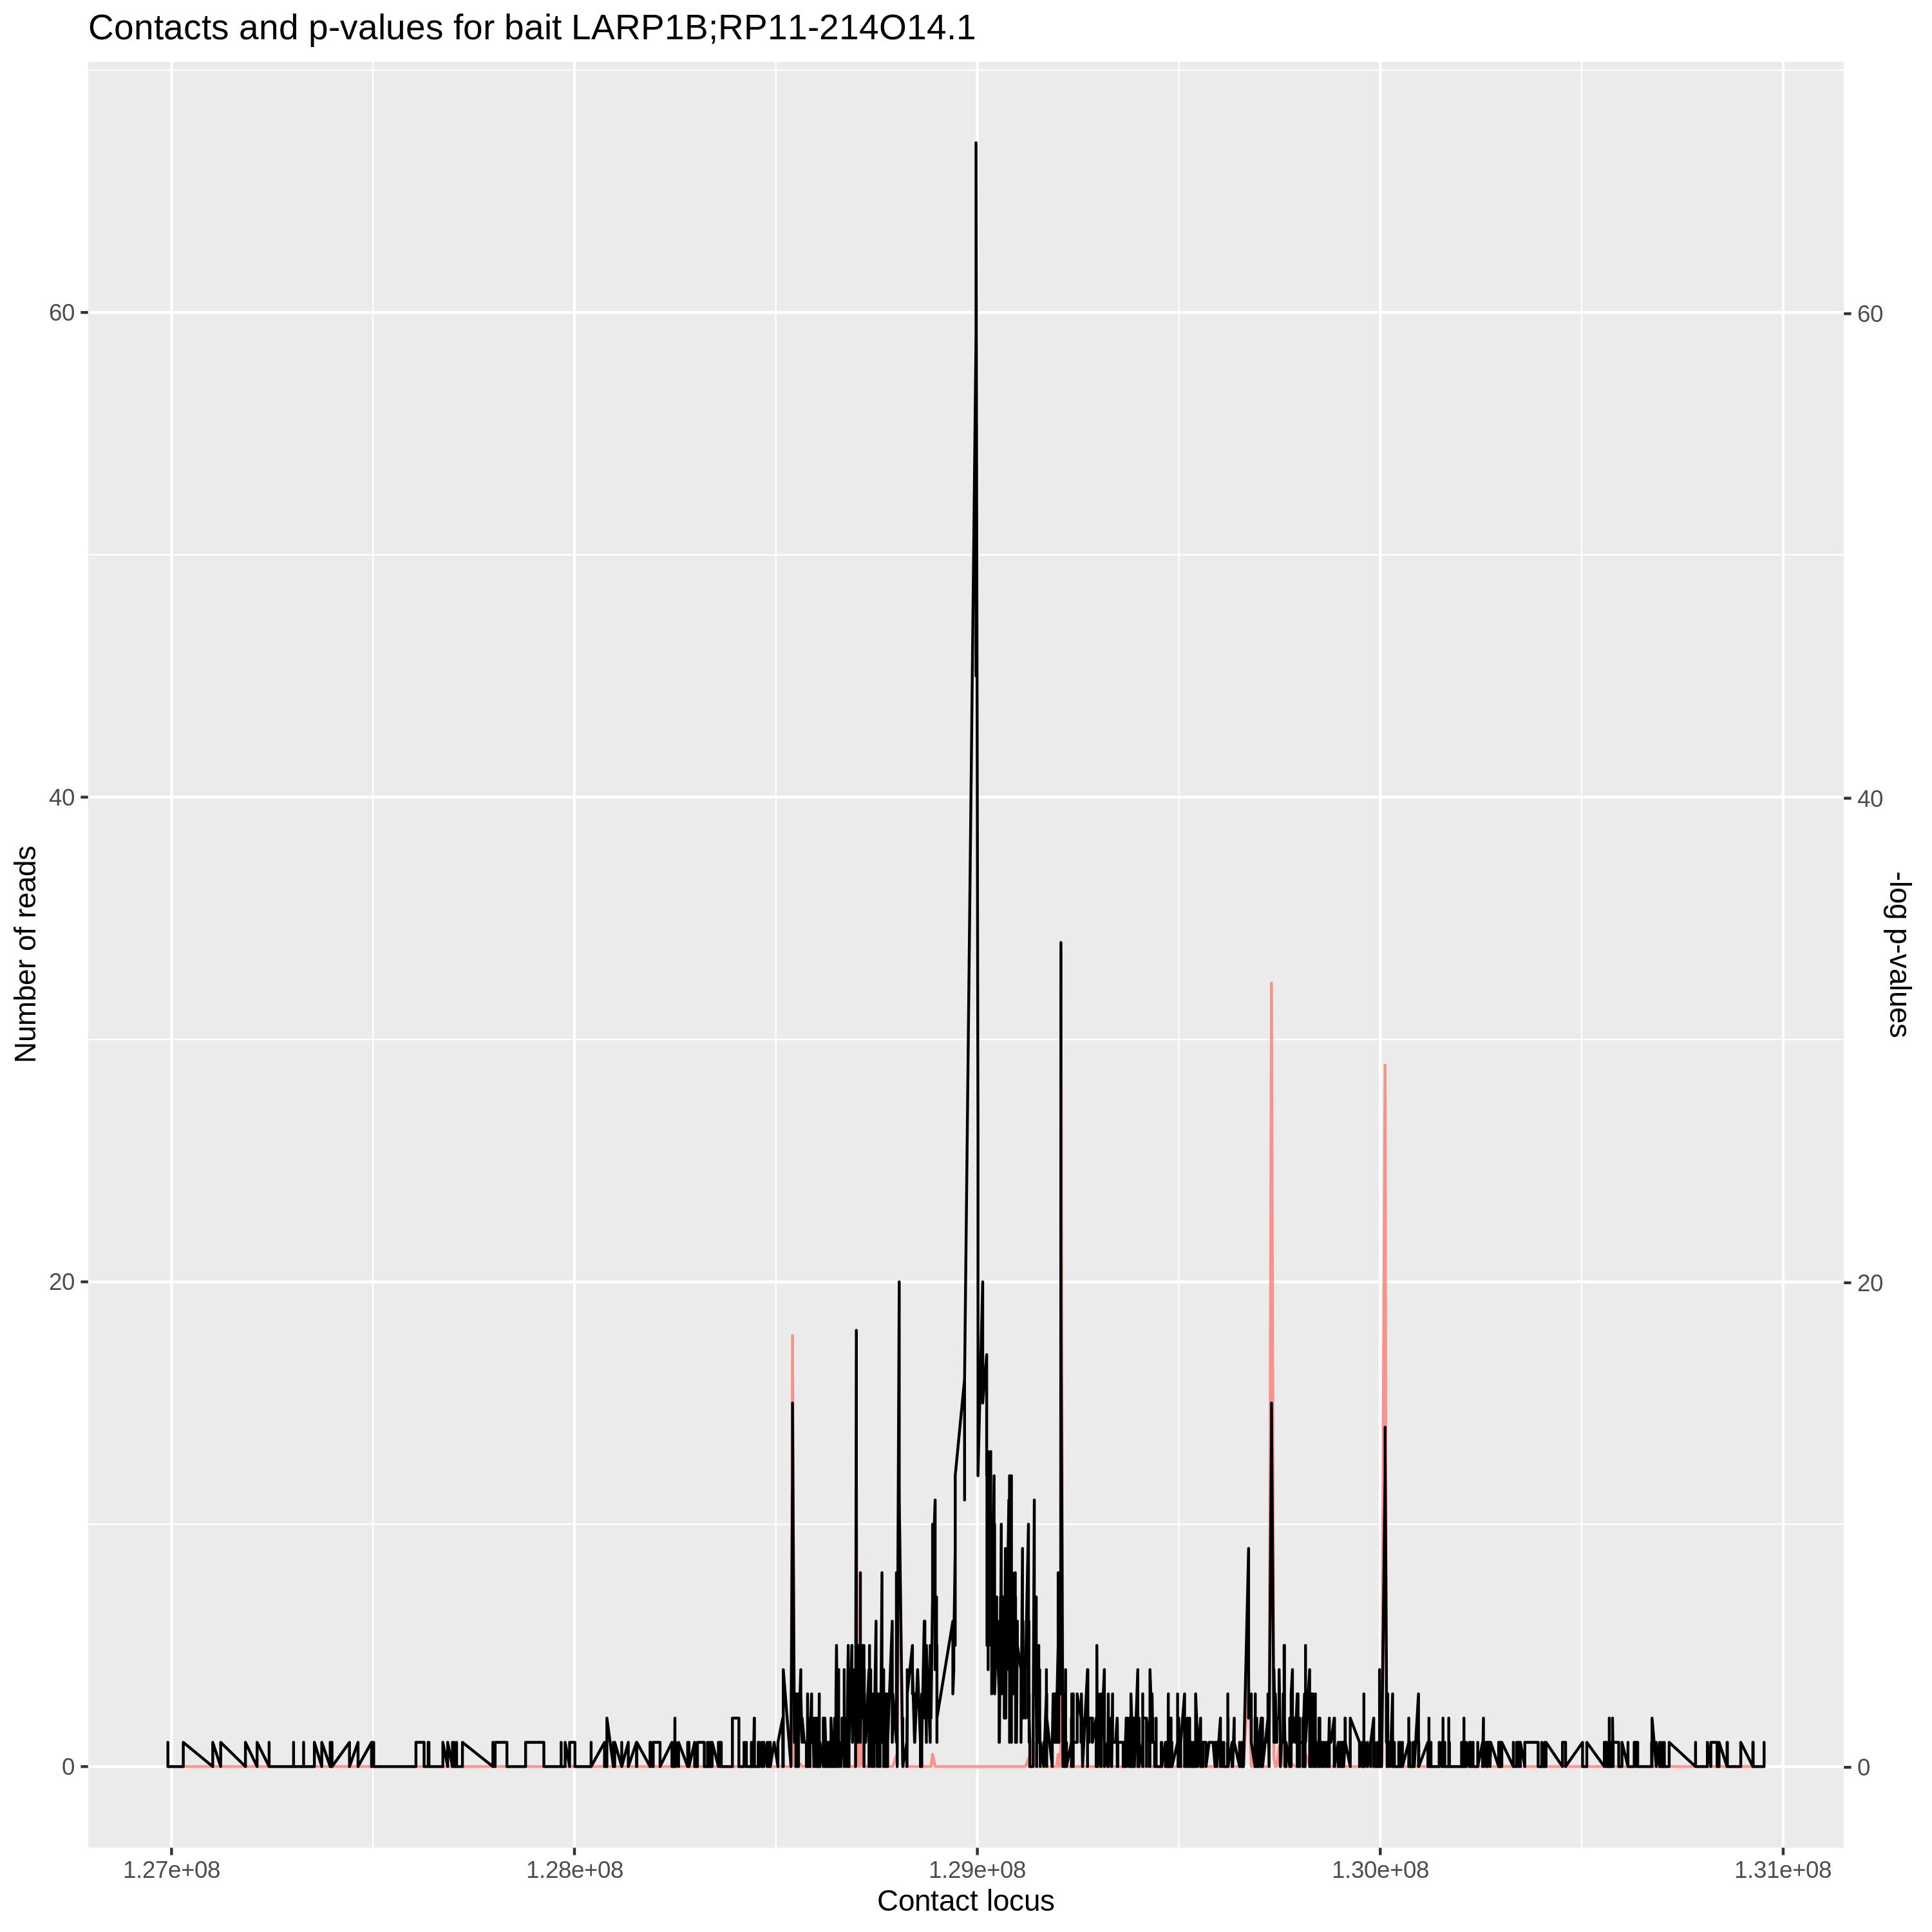 Contacts and p-values for bait LARP1B;RP11-214O14.1
60
40
20
0
60
40
20
0
Number of reads
-log p-values
1.27e+08
1.28e+08
1.29e+08
1.30e+08
1.31e+08
Contact locus